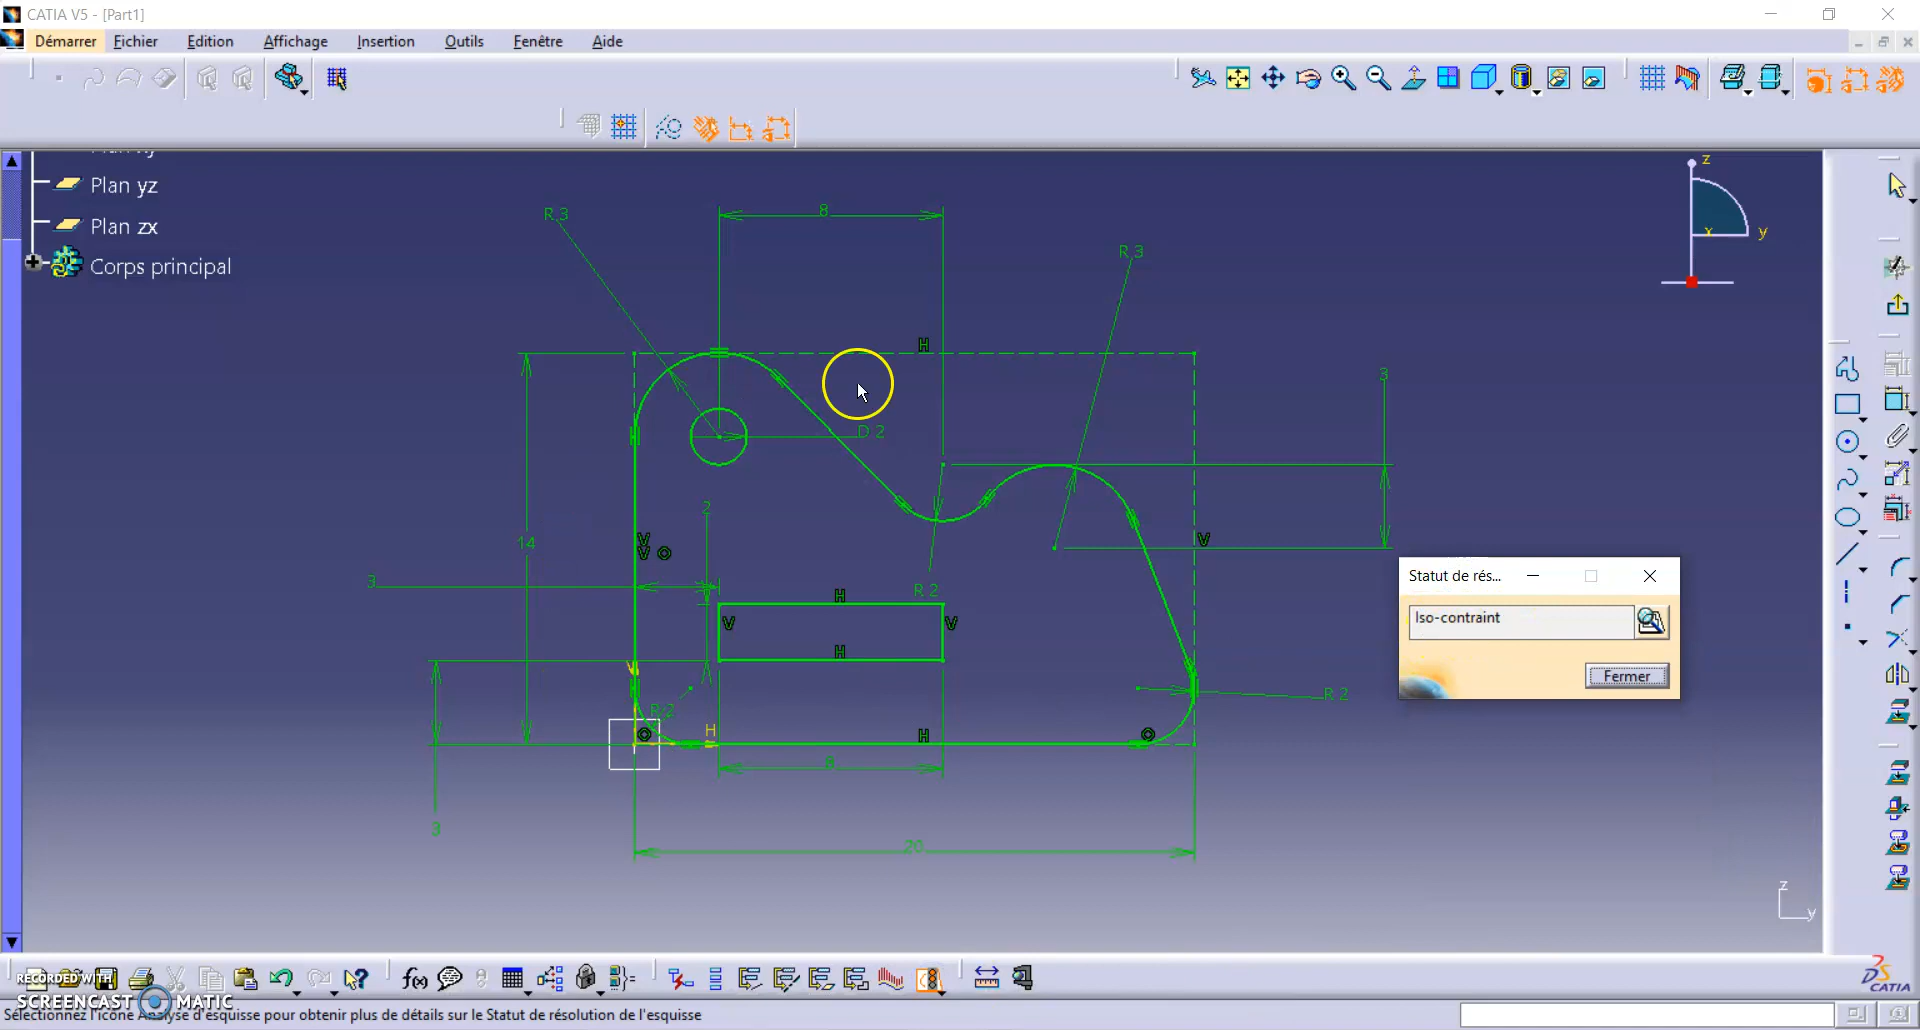 CATIA V5 - [Part1]
Démarrer Fichier Edition Affichage Insertion Outils Fenêtre Aide
Plan yz
Plan zx
Corps principal
z
y
x
R 3
8
R 3
H
3
D 2
2
14
V
V
V
3
H
R 2
V
V
H
R 2
R 2
V
H
H
8
3
20
Statut de rés...
Iso-contraint
Fermer
z
y
f(x)
RECORDED WITH
SCREENCAST MATIC
DS
CATIA
Sélectionnez l'icône Analyse d'esquisse pour obtenir plus de détails sur le Statut de résolution de l'esquisse